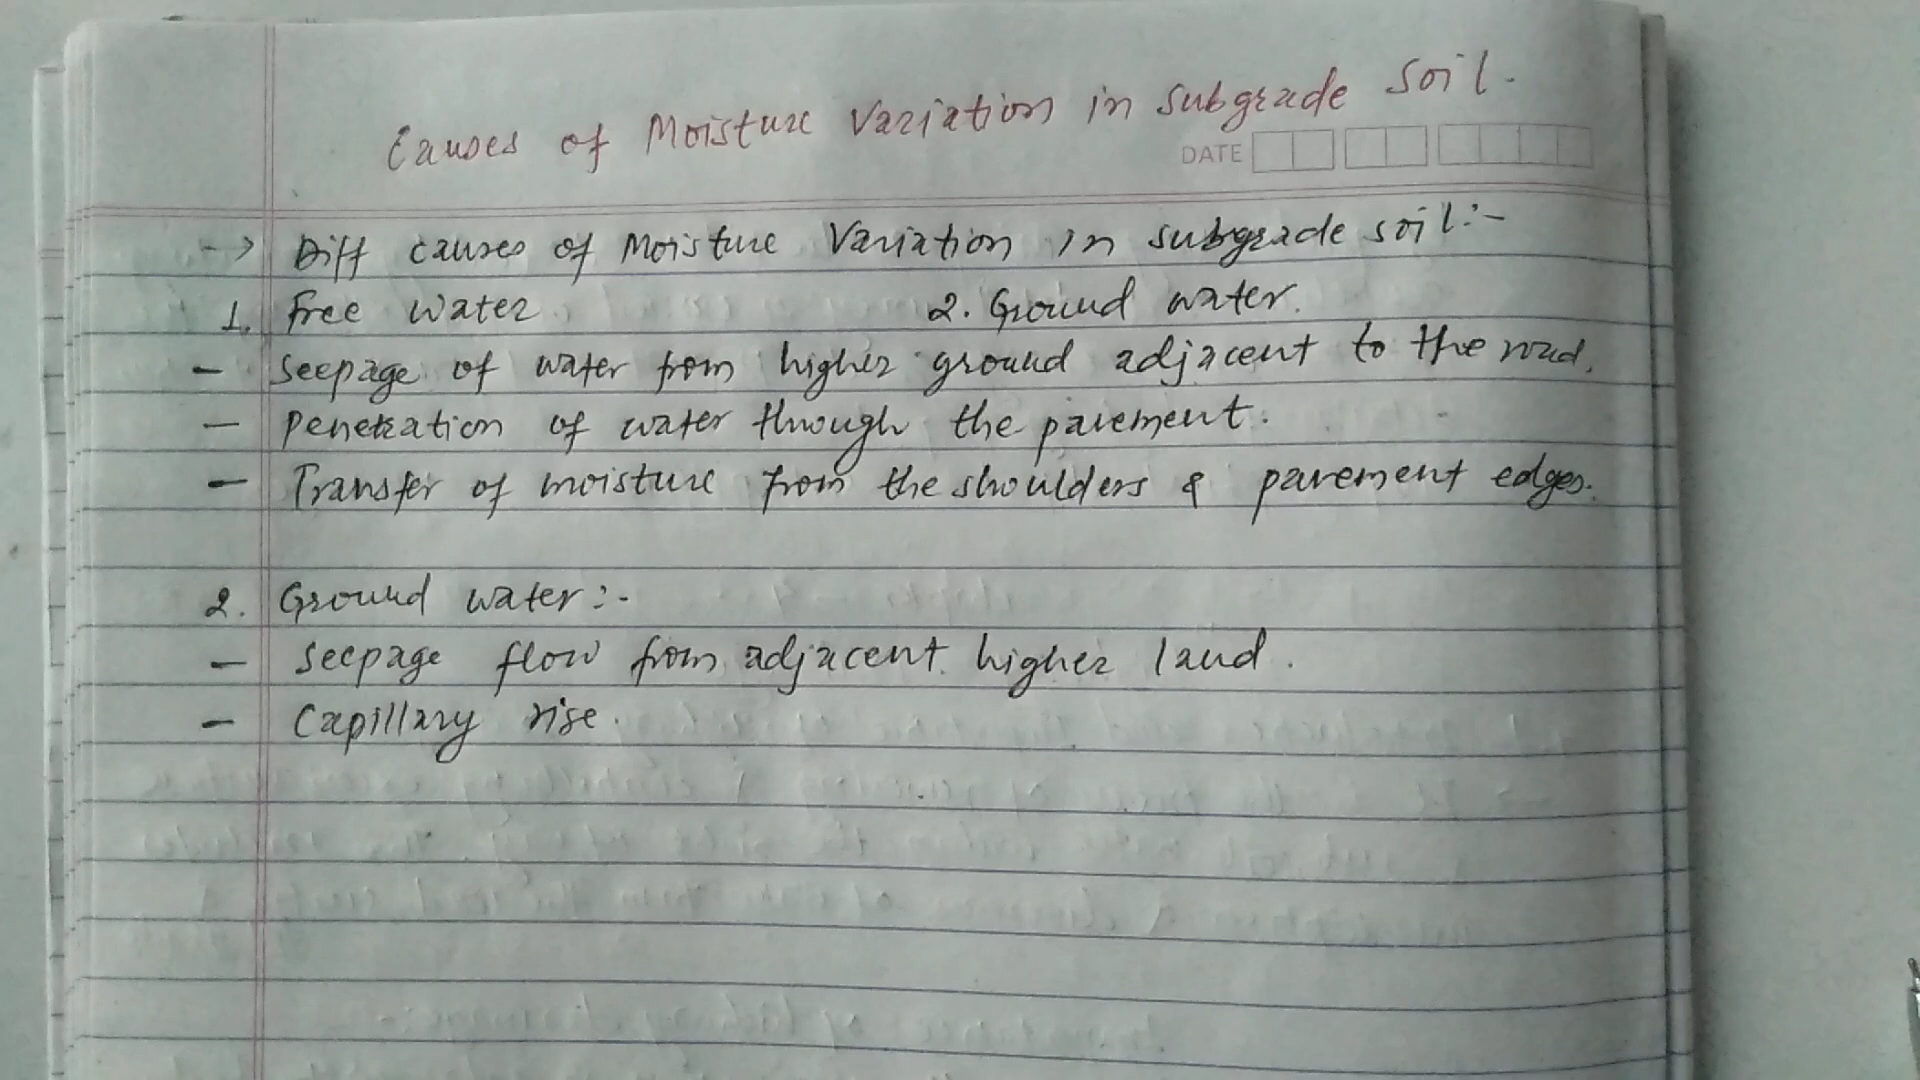 Causes of Moisture Variation in Subgrade Soil.
DATE
-> Diff causes of Moisture Variation in subgrade soil:-
1. Free water 2. Ground water.
- Seepage of water from higher ground adjacent to the road.
- Penetration of water through the pavement.
- Transfer of moisture from the shoulders & pavement edges.
2. Ground water:-
- Seepage flow from adjacent higher land.
- Capillary rise.